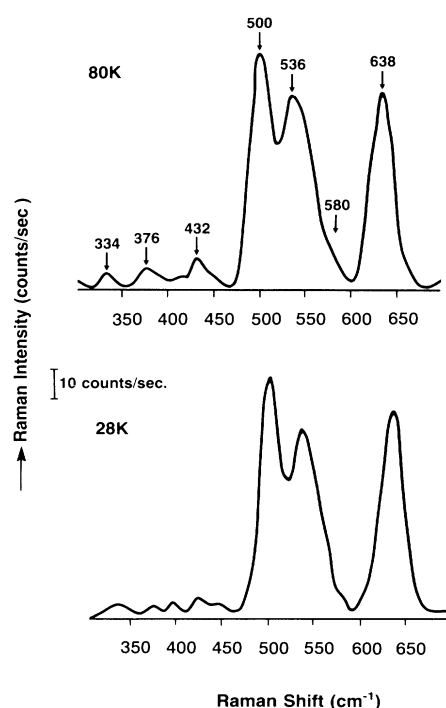 500
536
638
80K
580
432
376
334
350 400 450 500 550 600 650
Raman Intensity (counts/sec )
10 counts/sec.
28K
350 400 450 500 550 600 650
Raman Shift (cm⁻¹)